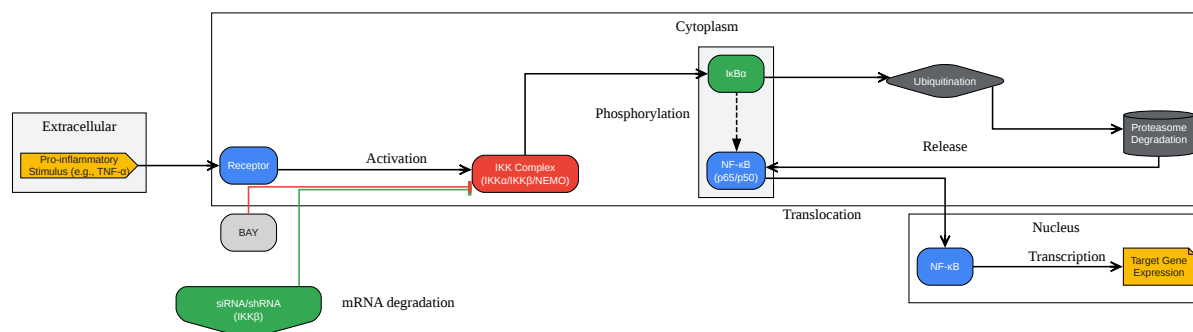 Cytoplasm
IκBα
Ubiquitination
Phosphorylation
Extracellular
Proteasome
Degradation
Pro-inflammatory
Stimulus (e.g., TNF-α)
Receptor
Activation
IKK Complex
(IKKα/IKKβ/NEMO)
NF-κB
(p65/p50)
Release
Translocation
BAY
Nucleus
NF-κB
Transcription
Target Gene
Expression
siRNA/shRNA
(IKKβ)
mRNA degradation